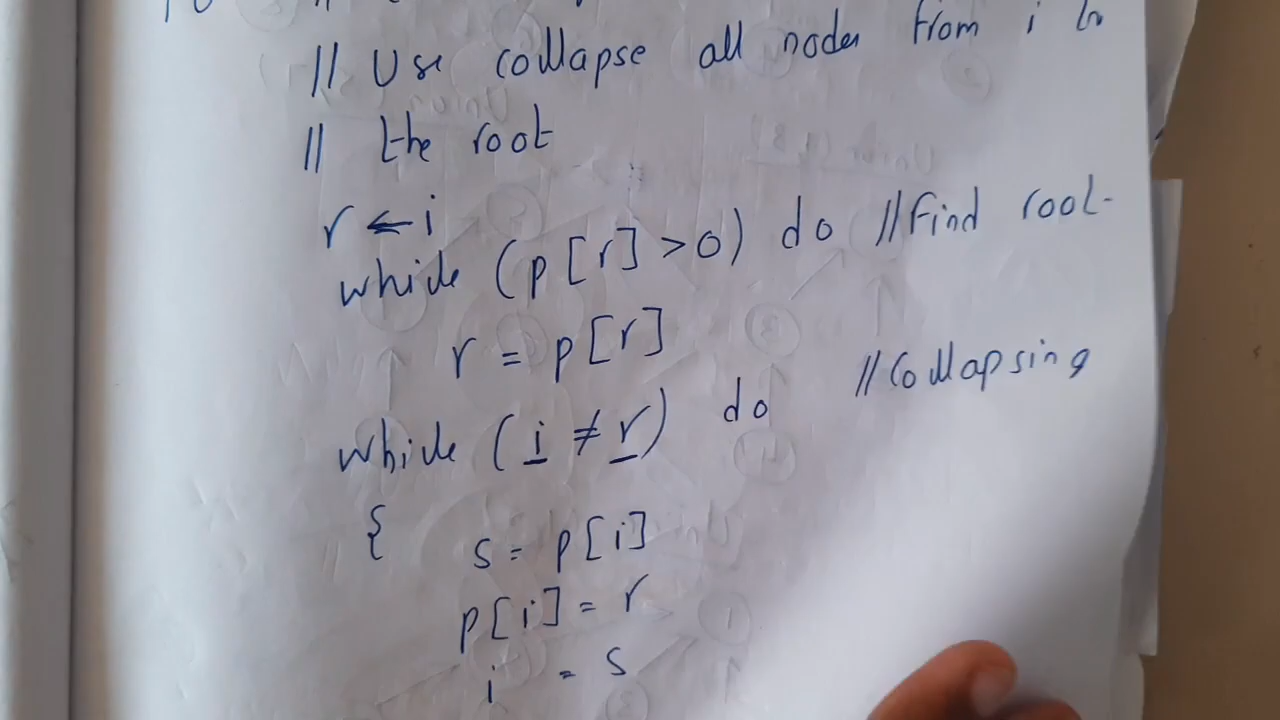 // Use collapse all nodes from i to
// the root
r ← i
while (p[r] > 0) do // Find root
r = p[r]
while (i ≠ r) do // Collapsing
{ s = p[i]
p[i] = r
i = s